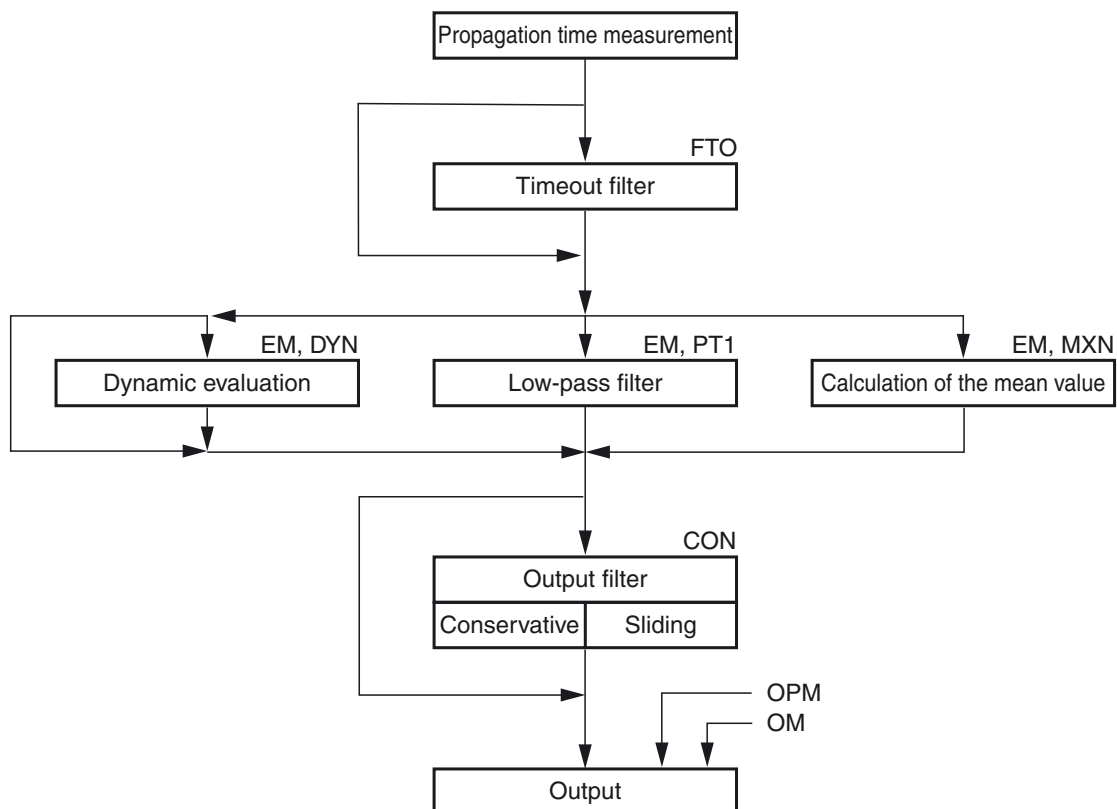 Propagation time measurement
FTO
Timeout filter
EM, DYN
EM, PT1
EM, MXN
Dynamic evaluation
Low-pass filter
Calculation of the mean value
CON
Output filter
Conservative
Sliding
OPM
OM
Output